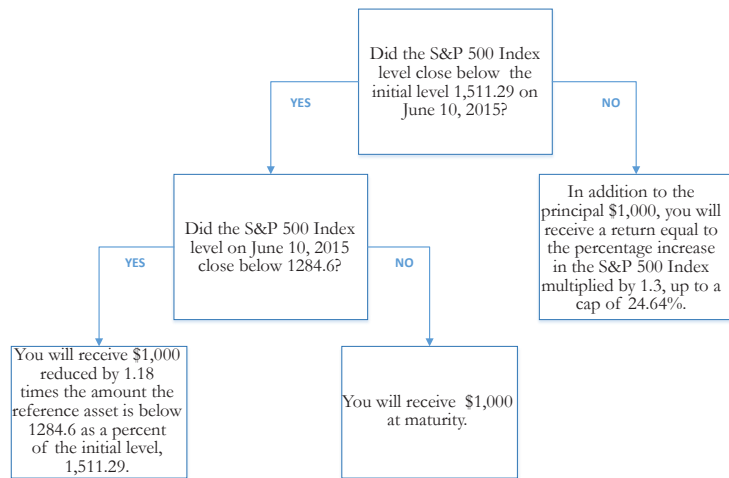 Did the S&P 500 Index
level close below the
initial level 1,511.29 on
June 10, 2015?
YES
NO
Did the S&P 500 Index
level on June 10, 2015
close below 1284.6?
In addition to the
principal $1,000, you will
receive a return equal to
the percentage increase
in the S&P 500 Index
multiplied by 1.3, up to a
cap of 24.64%.
YES
NO
You will receive $1,000
reduced by 1.18
times the amount the
reference asset is below
1284.6 as a percent
of the initial level,
1,511.29.
You will receive $1,000
at maturity.